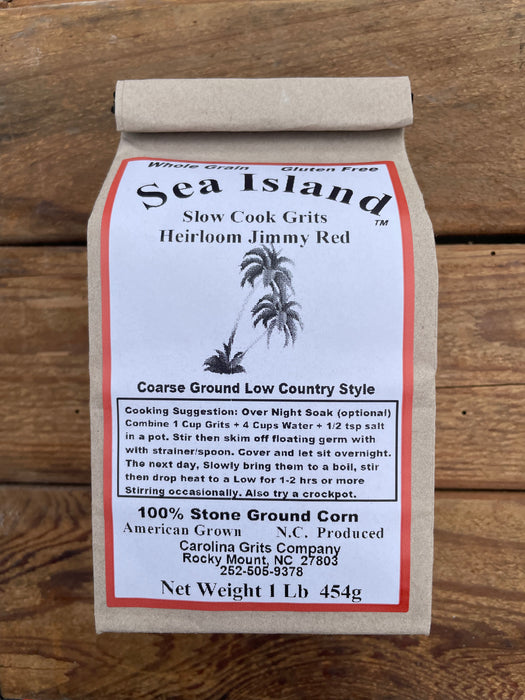 Whole Grain Gluten Free
Sea Island
TM
Slow Cook Grits
Heirloom Jimmy Red
Coarse Ground Low Country Style
Cooking Suggestion: Over Night Soak (optional)
Combine 1 Cup Grits + 4 Cups Water + 1/2 tsp salt
in a pot. Stir then skim off floating germ with
with strainer/spoon. Cover and let sit overnight.
The next day, Slowly bring them to a boil, stir
then drop heat to a Low for 1-2 hrs or more
Stirring occasionally. Also try a crockpot.
100% Stone Ground Corn
American Grown N.C. Produced
Carolina Grits Company
Rocky Mount, NC 27803
252-505-9378
Net Weight 1 Lb 454g